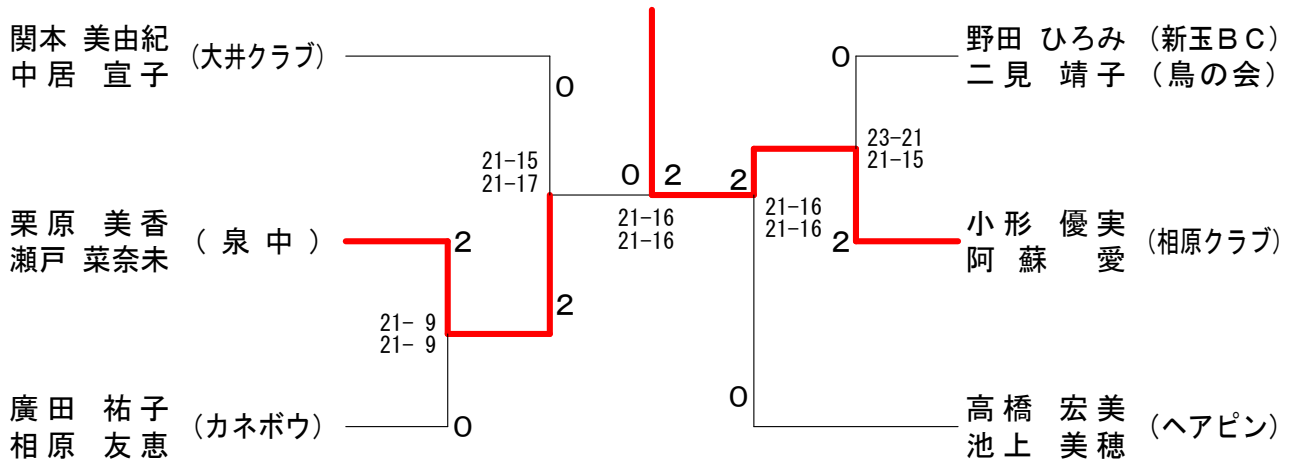 関本 美由紀
中居 宣子
(大井クラブ)
0
21-15
21-17
栗原 美香
瀬戸 菜奈未
(泉中)
2
2
21- 9
21- 9
廣田 祐子
相原 友恵
(カネボウ)
0
0
2
21-16
21-16
2
野田 ひろみ (新玉BC)
二見 靖子 (鳥の会)
0
23-21
21-15
21-16
21-16
小形 優実
阿蘇 愛
(相原クラブ)
2
高橋 宏美
池上 美穂
(ヘアピン)
0